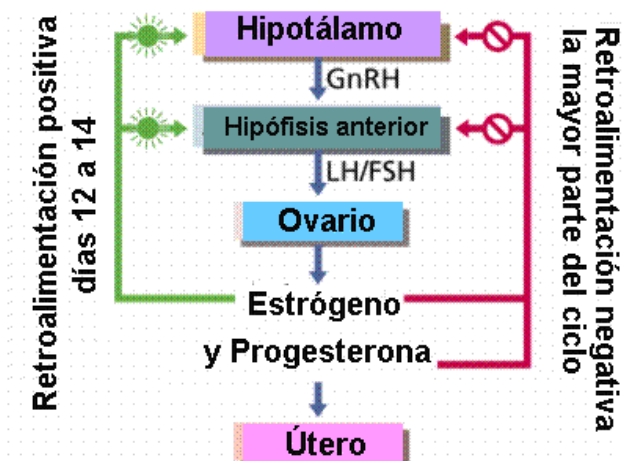 Retroalimentación positiva
días 12 a 14
Hipotálamo
GnRH
Hipófisis anterior
LH/FSH
Ovario
Estrógeno
y Progesterona
Útero
Retroalimentación negativa
la mayor parte del ciclo